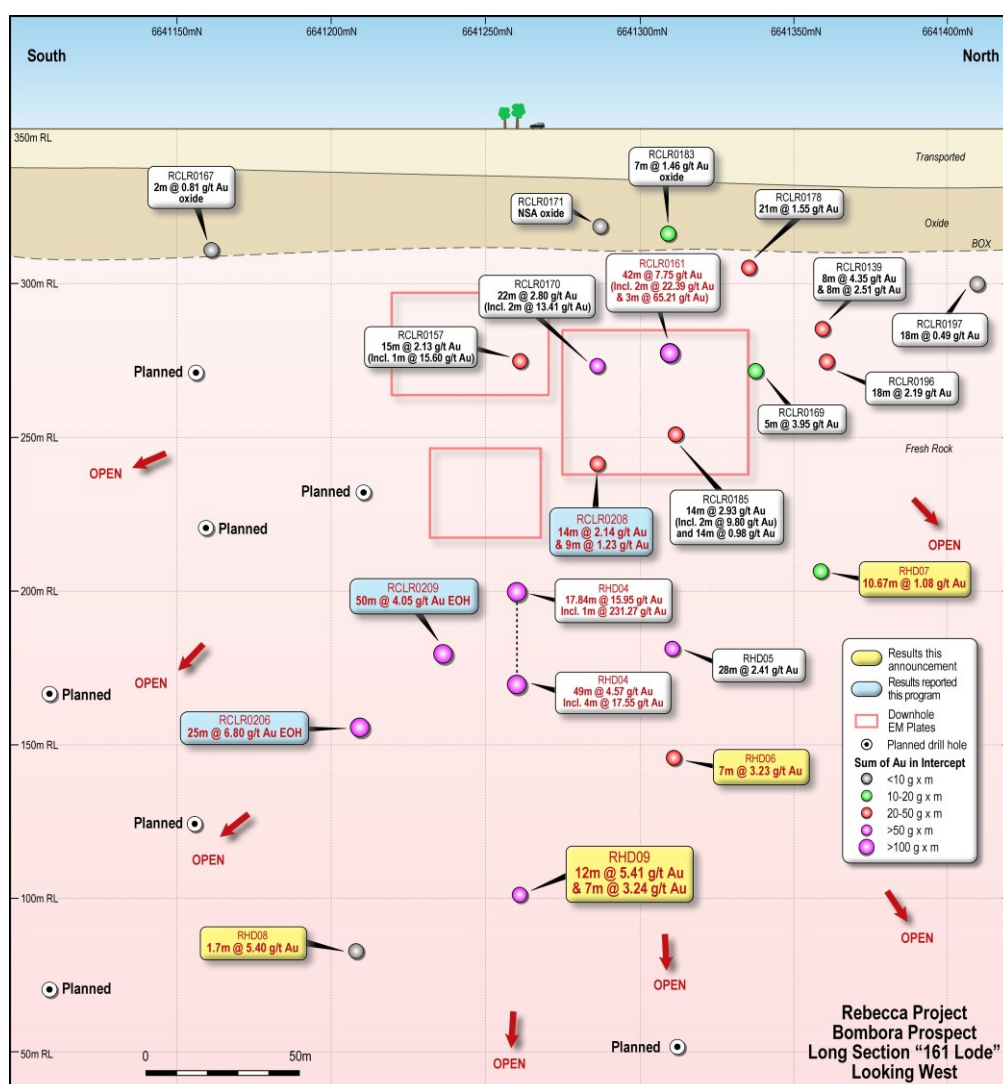 6641150mN
6641200mN
6641250mN
6641300mN
6641350mN
6641400mN
South
North
350m RL
Transported
RCLR0167
2m @ 0.81 g/t Au
oxide
RCLR0183
7m @ 1.46 g/t Au
oxide
RCLR0171
NSA oxide
RCLR0178
21m @ 1.55 g/t Au
Oxide
BOX
300m RL
RCLR0170
22m @ 2.80 g/t Au
(Incl. 2m @ 13.41 g/t Au)
RCLR0161
42m @ 7.75 g/t Au
(Incl. 2m @ 22.39 g/t Au
& 3m @ 65.21 g/t Au)
RCLR0139
8m @ 4.35 g/t Au
& 8m @ 2.51 g/t Au
RCLR0157
15m @ 2.13 g/t Au
(Incl. 1m @ 15.60 g/t Au)
RCLR0197
18m @ 0.49 g/t Au
Planned
RCLR0196
18m @ 2.19 g/t Au
RCLR0169
5m @ 3.95 g/t Au
250m RL
Fresh Rock
OPEN
Planned
RCLR0185
14m @ 2.93 g/t Au
(Incl. 2m @ 9.80 g/t Au)
and 14m @ 0.98 g/t Au
RCLR0208
14m @ 2.14 g/t Au
& 9m @ 1.23 g/t Au
Planned
OPEN
200m RL
RCLR0209
50m @ 4.05 g/t Au EOH
RHD04
17.84m @ 15.95 g/t Au
Incl. 1m @ 231.27 g/t Au
RHD07
10.67m @ 1.08 g/t Au
RHD05
28m @ 2.41 g/t Au
OPEN
Planned
RHD04
49m @ 4.57 g/t Au
Incl. 4m @ 17.55 g/t Au
RCLR0206
25m @ 6.80 g/t Au EOH
150m RL
RHD06
7m @ 3.23 g/t Au
Results this
announcement
Results reported
this program
Downhole
EM Plates
Planned drill hole
Sum of Au in Intercept
<10 g x m
10-20 g x m
20-50 g x m
>50 g x m
>100 g x m
Planned
OPEN
RHD09
12m @ 5.41 g/t Au
& 7m @ 3.24 g/t Au
100m RL
RHD08
1.7m @ 5.40 g/t Au
OPEN
OPEN
Planned
Rebecca Project
Bombora Prospect
Long Section "161 Lode"
Looking West
Planned
OPEN
50m RL
0
50m